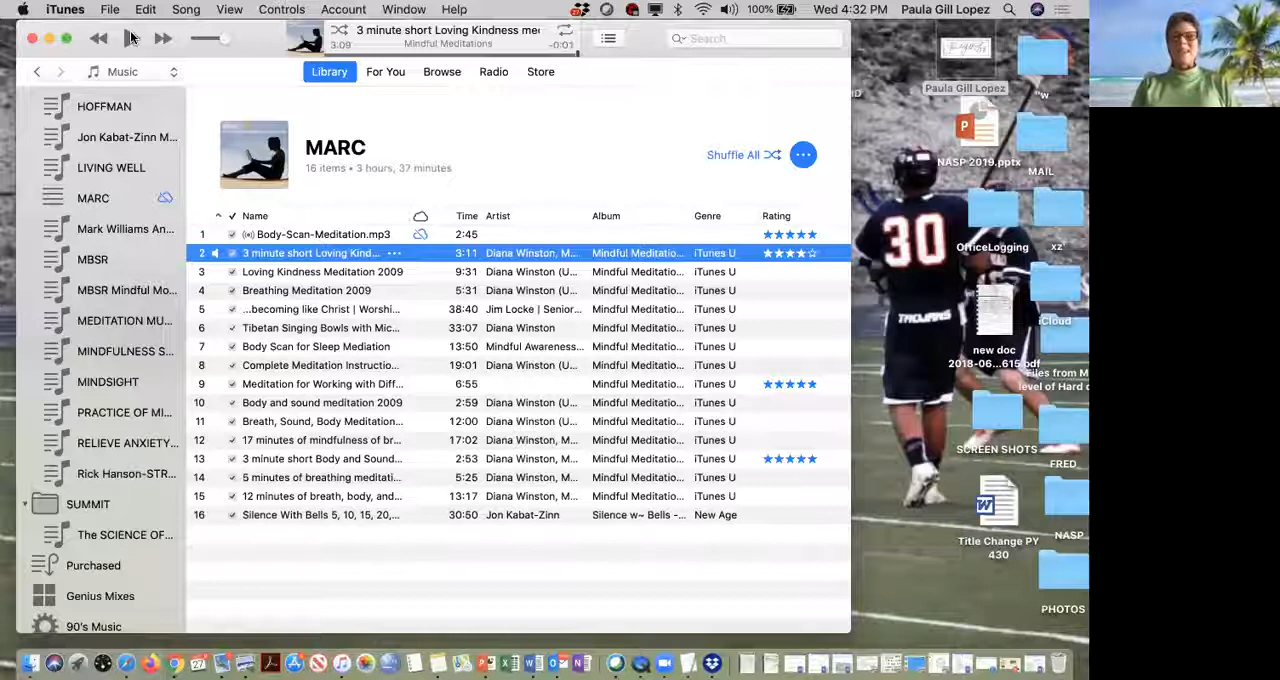 iTunes File Edit Song View Controls Account Window Help 100% Wed 4:32 PM Paula Gill Lopez
3 minute short Loving Kindness me
3:09 Mindful Meditations -0:01
Search
Music
Library For You Browse Radio Store
HOFFMAN
Jon Kabat-Zinn M...
LIVING WELL
MARC
Mark Williams An...
MBSR
MBSR Mindful Mo...
MEDITATION MU...
MINDFULNESS S...
MINDSIGHT
PRACTICE OF MI...
RELIEVE ANXIETY...
Rick Hanson-STR...
SUMMIT
The SCIENCE OF...
Purchased
Genius Mixes
90's Music
MARC
16 items • 3 hours, 37 minutes
Shuffle All
Name Time Artist Album Genre Rating
1 Body-Scan-Meditation.mp3 2:45
2 3 minute short Loving Kind... 3:11 Diana Winston, M... Mindful Meditatio... iTunes U
3 Loving Kindness Meditation 2009 9:31 Diana Winston (U... Mindful Meditatio... iTunes U
4 Breathing Meditation 2009 5:31 Diana Winston (U... Mindful Meditatio... iTunes U
5 ...becoming like Christ | Worshi... 38:40 Jim Locke | Senior... Mindful Meditatio... iTunes U
6 Tibetan Singing Bowls with Mic... 33:07 Diana Winston Mindful Meditatio... iTunes U
7 Body Scan for Sleep Meditation 13:50 Mindful Awareness... Mindful Meditatio... iTunes U
8 Complete Meditation Instructio... 19:01 Diana Winston (U... Mindful Meditatio... iTunes U
9 Meditation for Working with Diff... 6:55 Mindful Meditatio... iTunes U
10 Body and sound meditation 2009 2:59 Diana Winston (U... Mindful Meditatio... iTunes U
11 Breath, Sound, Body Meditation... 12:00 Diana Winston (U... Mindful Meditatio... iTunes U
12 17 minutes of mindfulness of br... 17:02 Diana Winston, M... Mindful Meditatio... iTunes U
13 3 minutes Body and Sound... 2:53 Diana Winston, M... Mindful Meditatio... iTunes U
14 5 minutes of breathing meditati... 5:25 Diana Winston, M... Mindful Meditatio... iTunes U
15 12 minutes of breath, body, and... 13:17 Diana Winston, M... Mindful Meditatio... iTunes U
16 Silence with Bells 5, 10, 15, 20,... 30:50 Jon Kabat-Zinn Silence w~ Bells -... New Age
Paula Gill Lopez
"w
NASP 2019.pptx
MAIL
OfficeLogging
xz'
iCloud
new doc
2018-06...615.pdf
Files from M
level of Hard d
SCREEN SHOTS
FRED
Title Change PY
430
NASP
PHOTOS
30
TROJANS